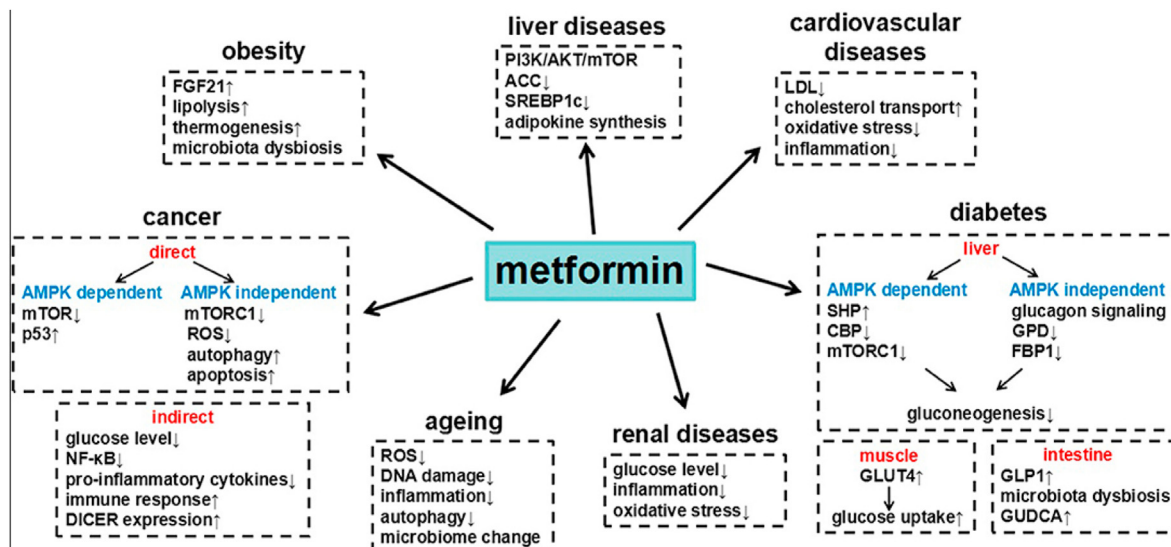 obesity
FGF21↑
lipolysis↑
thermogenesis↑
microbiota dysbiosis
liver diseases
PI3K/AKT/mTOR
ACC↓
SREBP1c↓
adipokine synthesis
cardiovascular
diseases
LDL↓
cholesterol transport↑
oxidative stress↓
inflammation↓
metformin
cancer
direct
AMPK dependent
mTOR↓
p53↑
AMPK independent
mTORC1↓
ROS↓
autophagy↑
apoptosis↑
indirect
glucose level↓
NF-κB↓
pro-inflammatory cytokines↓
immune response↑
DICER expression↑
ageing
ROS↓
DNA damage↓
inflammation↓
autophagy↓
microbiome change
renal diseases
glucose level↓
inflammation↓
oxidative stress↓
diabetes
liver
AMPK dependent
SHP↑
CBP↓
mTORC1↓
AMPK independent
glucagon signaling
GPD↓
FBP1↓
gluconeogenesis↓
muscle
GLUT4↑
glucose uptake↑
intestine
GLP1↑
microbiota dysbiosis
GUDCA↑